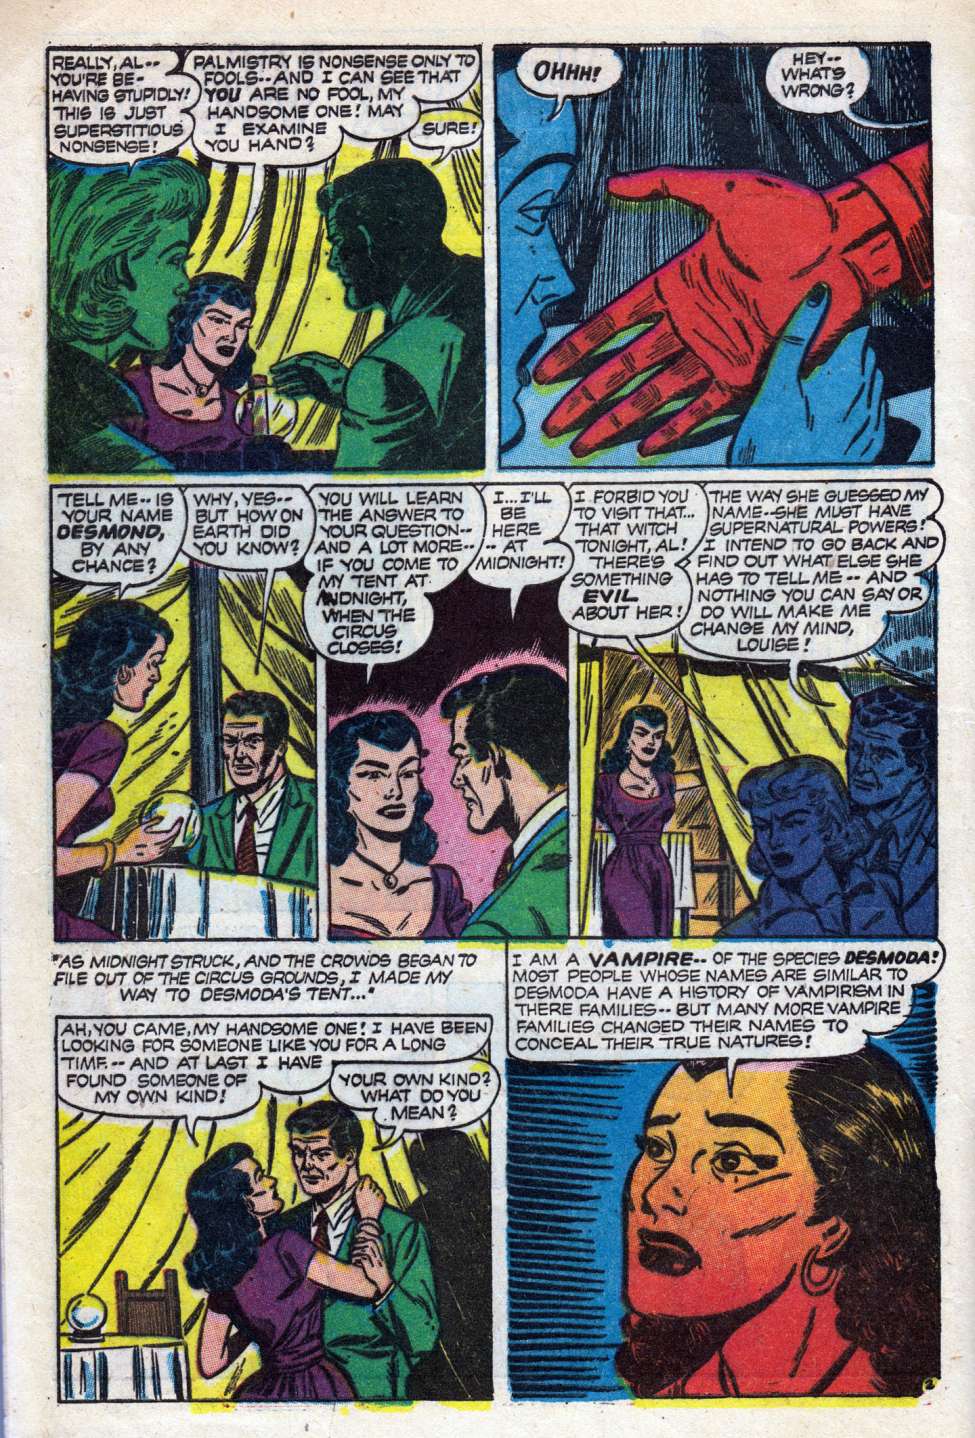 REALLY, AL--
YOU'RE BE-
HAVING STUPIDLY!
THIS IS JUST
SUPERSTITIOUS
NONSENSE!
PALMISTRY IS NONSENSE ONLY TO
FOOLS--AND I CAN SEE THAT
YOU ARE NO FOOL, MY
HANDSOME ONE! MAY
I EXAMINE
YOU HAND?
SURE!
OHHH!
HEY--
WHATS
WRONG?
TELL ME--IS
YOUR NAME
DESMOND,
BY ANY
CHANCE?
WHY, YES--
BUT HOW ON
EARTH DID
YOU KNOW?
YOU WILL LEARN
THE ANSWER TO
YOUR QUESTION--
AND A LOT MORE--
IF YOU COME TO
MY TENT AT
MIDNIGHT,
WHEN THE
CIRCUS
CLOSES!
I...I'LL
BE
HERE
--AT
MIDNIGHT!
I FORBID YOU
TO VISIT THAT...
THAT WITCH
TONIGHT, AL!
THERE'S
SOMETHING
EVIL
ABOUT HER!
THE WAY SHE GUESSED MY
NAME--SHE MUST HAVE
SUPERNATURAL POWERS!
I INTEND TO GO BACK AND
FIND OUT WHAT ELSE SHE
HAS TO TELL ME--AND
NOTHING YOU CAN SAY OR
DO WILL MAKE ME
CHANGE MY MIND,
LOUISE!
"AS MIDNIGHT STRUCK, AND THE CROWDS BEGAN TO
FILE OUT OF THE CIRCUS GROUNDS, I MADE MY
WAY TO DESMODA'S TENT..."
AH, YOU CAME, MY HANDSOME ONE! I HAVE BEEN
LOOKING FOR SOMEONE LIKE YOU FOR A LONG
TIME--AND AT LAST I HAVE
FOUND SOMEONE OF
MY OWN KIND!
YOUR OWN KIND?
WHAT DO YOU
MEAN?
I AM A VAMPIRE--OF THE SPECIES DESMODA!
MOST PEOPLE WHOSE NAMES ARE SIMILAR TO
DESMODA HAVE A HISTORY OF VAMPIRISM IN
THERE FAMILIES--BUT MANY MORE VAMPIRE
FAMILIES CHANGED THEIR NAMES TO
CONCEAL THEIR TRUE NATURES!
2